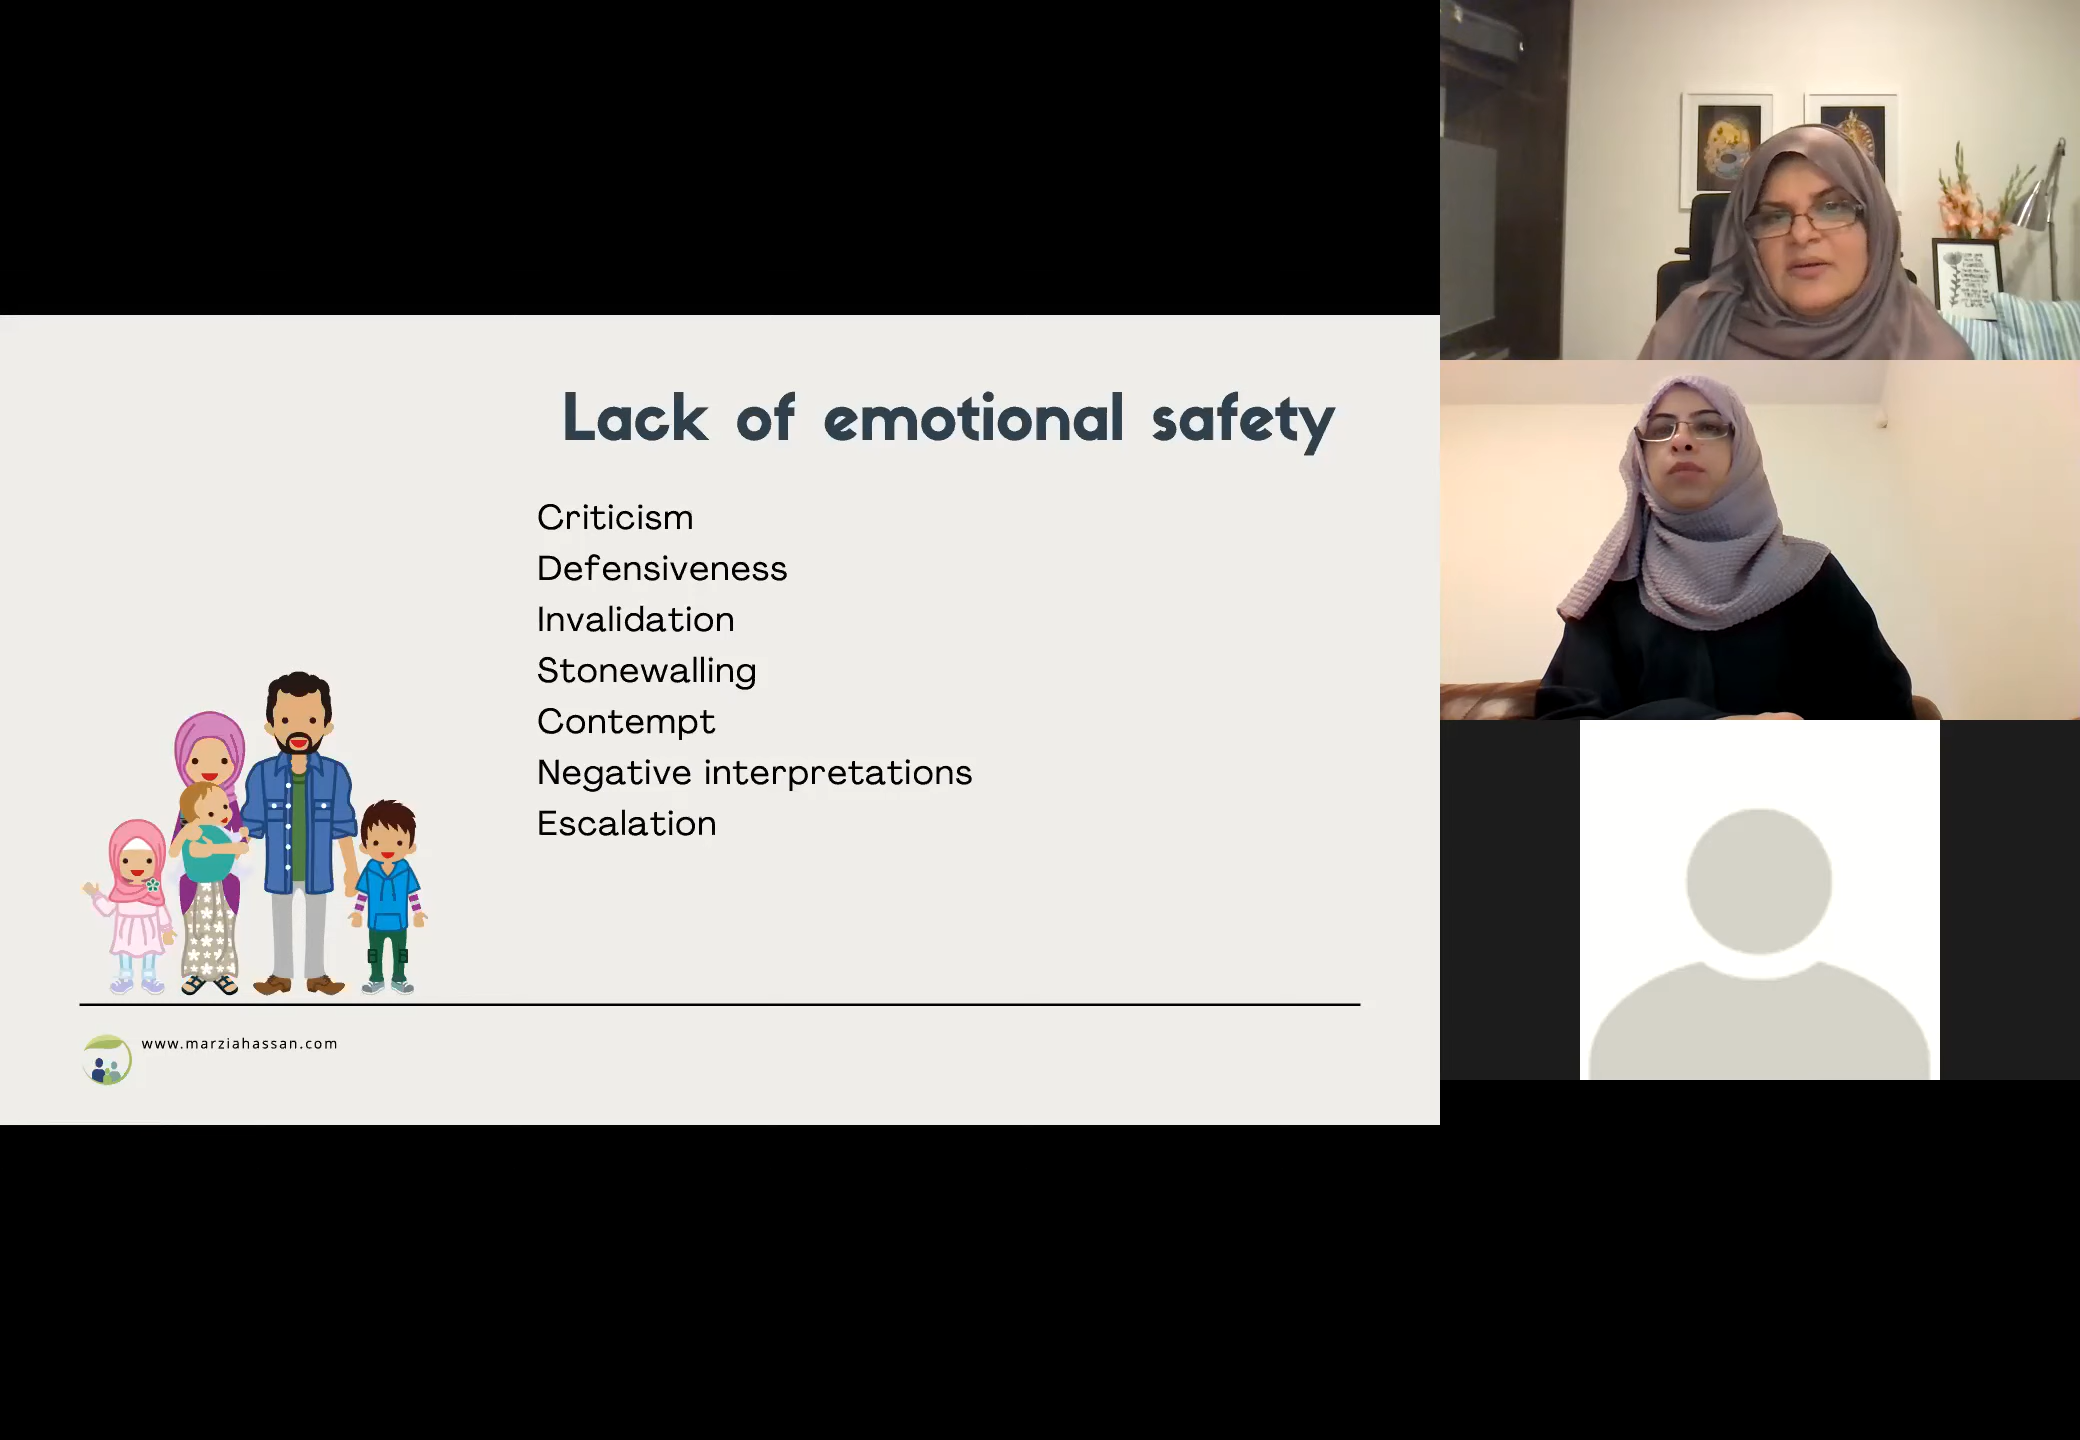 Lack of emotional safety
Criticism
Defensiveness
Invalidation
Stonewalling
Contempt
Negative interpretations
Escalation
www.marziahassan.com